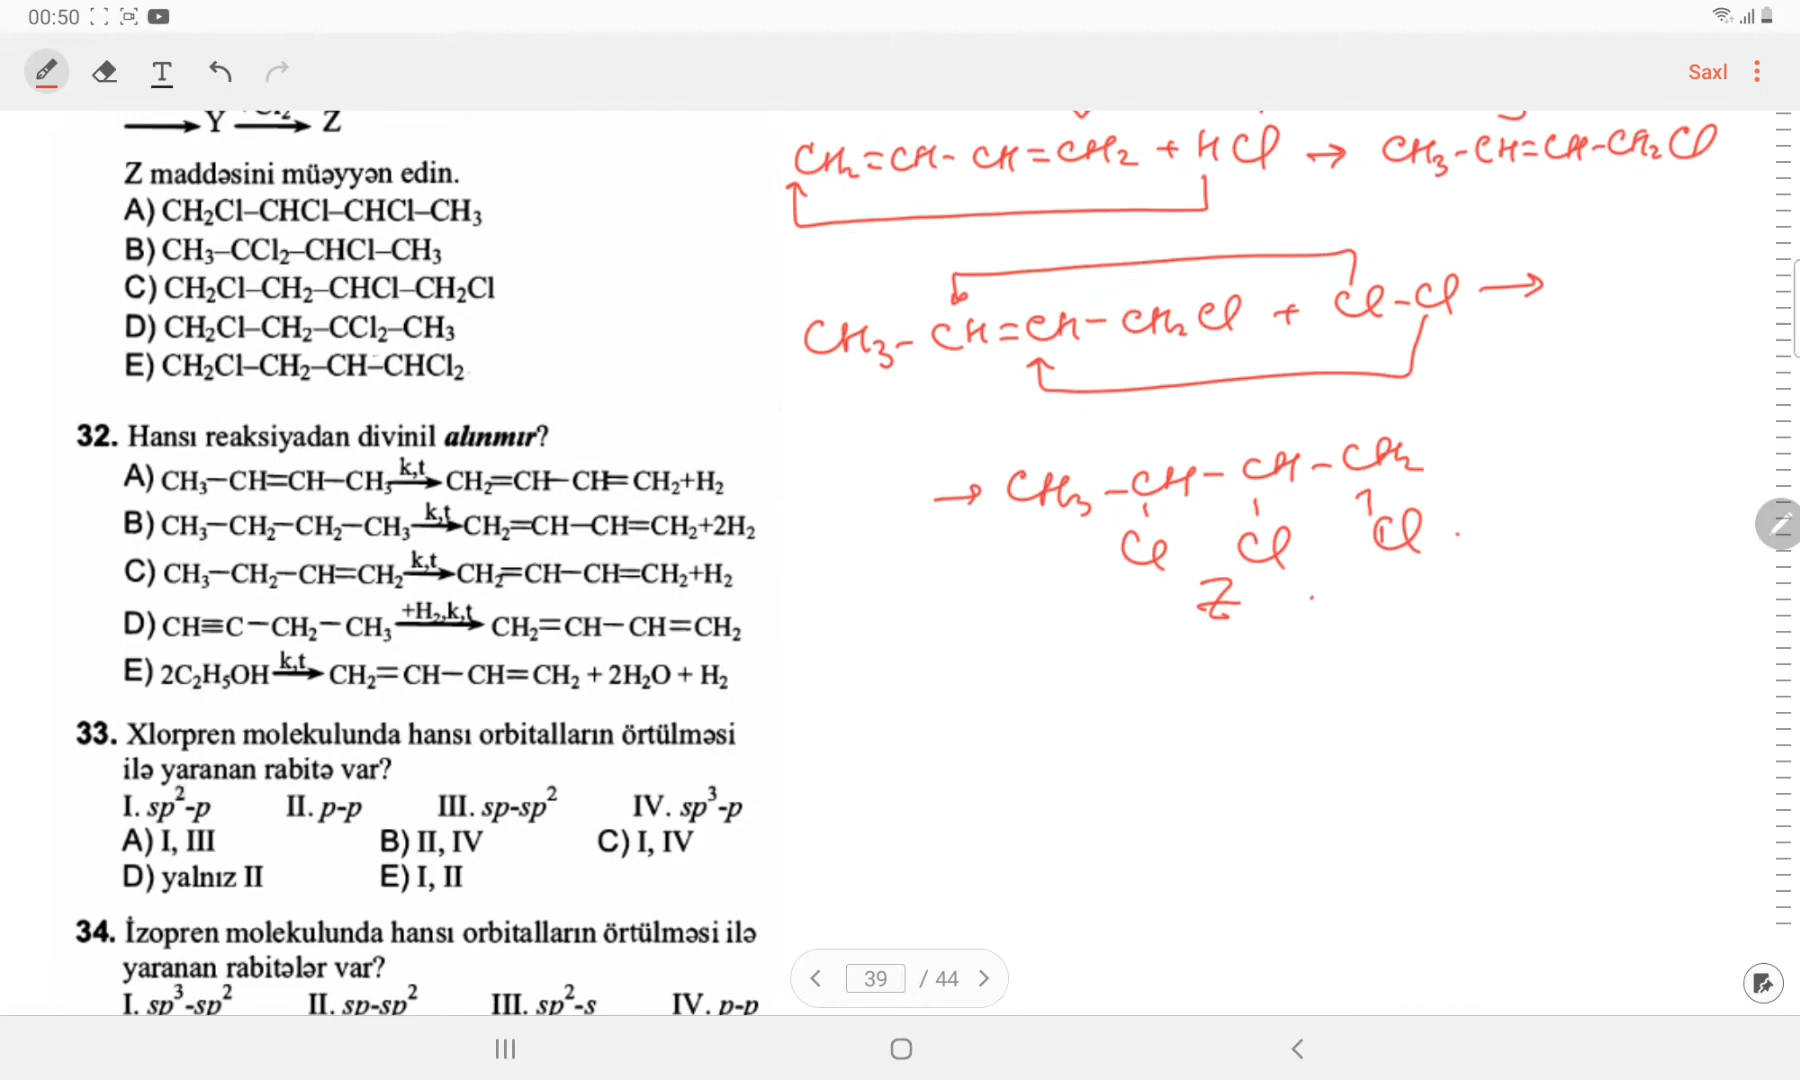 00:50
T
Saxl
→ Y → Z
Z maddəsini müəyyən edin.
A) CH₂Cl–CHCl–CHCl–CH₃
B) CH₃–CCl₂–CHCl–CH₃
C) CH₂Cl–CH₂–CHCl–CH₂Cl
D) CH₂Cl–CH₂–CCl₂–CH₃
E) CH₂Cl–CH₂–CH–CHCl₂
32. Hansı reaksiyadan divinil alınmır?
A) CH₃–CH=CH–CH₃ k,t→ CH₂=CH–CH=CH₂+H₂
B) CH₃–CH₂–CH₂–CH₃ k,t→ CH₂=CH–CH=CH₂+2H₂
C) CH₃–CH₂–CH=CH₂ k,t→ CH₂=CH–CH=CH₂+H₂
D) CH≡C–CH₂–CH₃ +H₂,k,t→ CH₂=CH–CH=CH₂
E) 2C₂H₅OH k,t→ CH₂=CH–CH=CH₂ + 2H₂O + H₂
33. Xlorpren molekulunda hansı orbitalların örtülməsi
ilə yaranan rabitə var?
I. sp²-p II. p-p III. sp-sp² IV. sp³-p
A) I, III B) II, IV C) I, IV
D) yalnız II E) I, II
34. İzopren molekulunda hansı orbitalların örtülməsi ilə
yaranan rabitələr var?
I. sp³-sp² II. sp-sp² III. sp²-s IV. p-p
CH₂=CH-CH=CH₂ + HCl → CH₃-CH=CH-CH₂Cl
CH₃-CH=CH-CH₂Cl + Cl-Cl →
→ CH₃-CH-CH-CH₂
Cl Cl Cl
Z
39 / 44